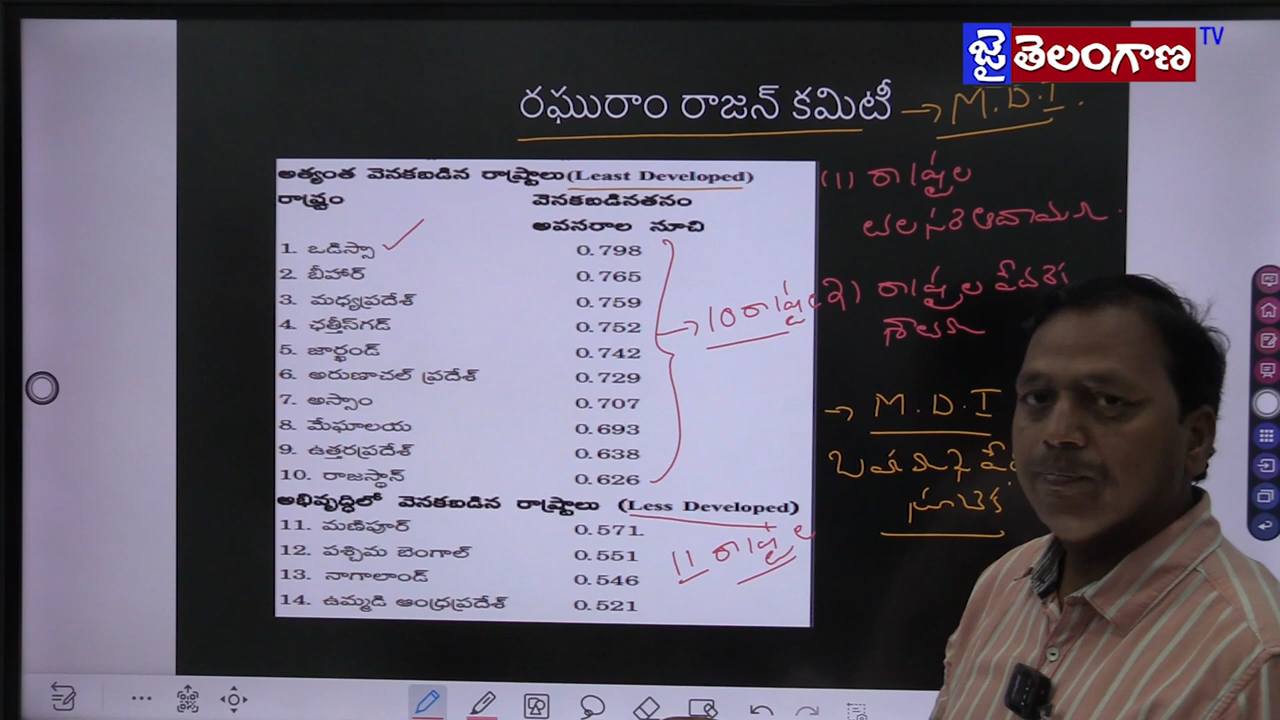 జై తెలంగాణ TV
రఘురాం రాజన్ కమిటీ → M.D.I.
అత్యంత వెనకబడిన రాష్ట్రాలు(Least Developed)
రాష్ట్రం వెనకబడినతనం
అవసరాల సూచి
1. ఒడిస్సా 0.798
2. బీహార్ 0.765
3. మధ్యప్రదేశ్ 0.759
4. ఛత్తీస్‌గడ్ 0.752
5. జార్ఖండ్ 0.742
6. అరుణాచల్ ప్రదేశ్ 0.729
7. అస్సాం 0.707
8. మేఘాలయ 0.693
9. ఉత్తరప్రదేశ్ 0.638
10. రాజస్థాన్ 0.626
అభివృద్ధిలో వెనకబడిన రాష్ట్రాలు (Less Developed)
11. మణిపూర్ 0.571
12. పశ్చిమ బెంగాల్ 0.551
13. నాగాలాండ్ 0.546
14. ఉమ్మడి ఆంధ్రప్రదేశ్ 0.521
→ 10 రాష్ట్రాలు
11 రాష్ట్రాలు
(1) రాష్ట్రాల
రాష్ట్రాల
→ M.D.I